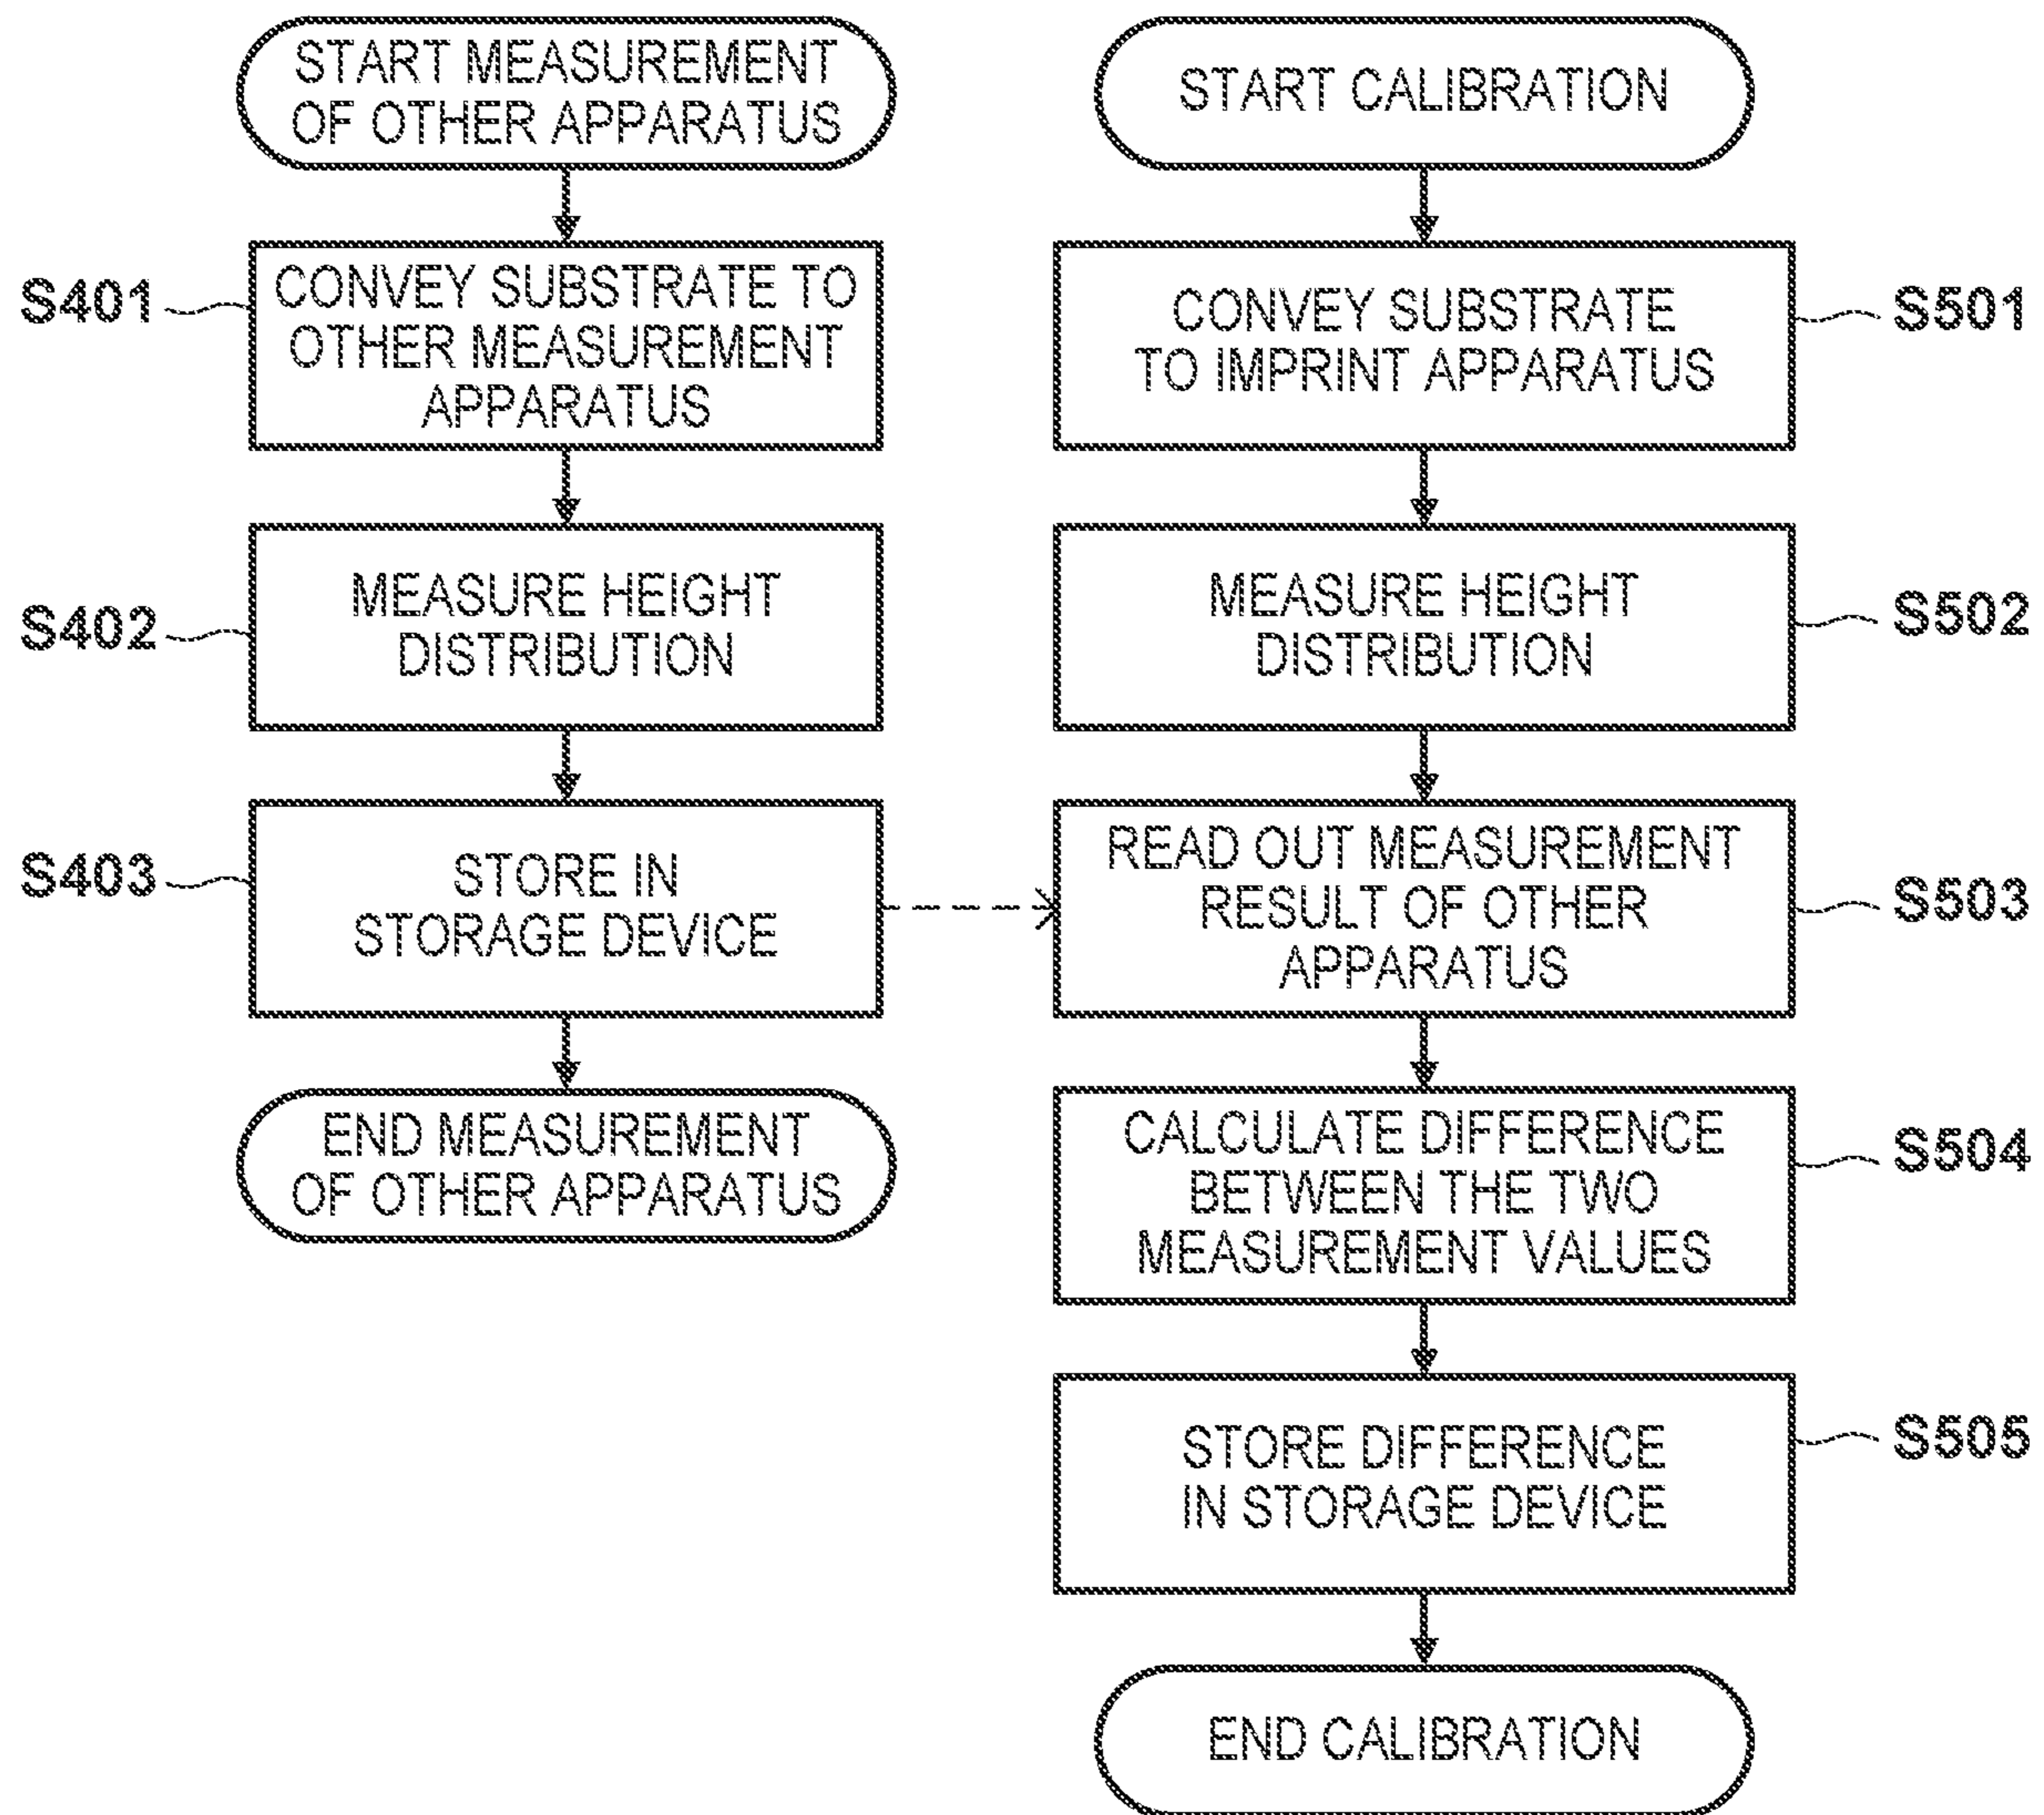 START MEASUREMENT
OF OTHER APPARATUS
S401
CONVEY SUBSTRATE TO
OTHER MEASUREMENT
APPARATUS
S402
MEASURE HEIGHT
DISTRIBUTION
S403
STORE IN
STORAGE DEVICE
END MEASUREMENT
OF OTHER APPARATUS
START CALIBRATION
CONVEY SUBSTRATE
TO IMPRINT APPARATUS
S501
MEASURE HEIGHT
DISTRIBUTION
S502
READ OUT MEASUREMENT
RESULT OF OTHER
APPARATUS
S503
CALCULATE DIFFERENCE
BETWEEN THE TWO
MEASUREMENT VALUES
S504
STORE DIFFERENCE
IN STORAGE DEVICE
S505
END CALIBRATION